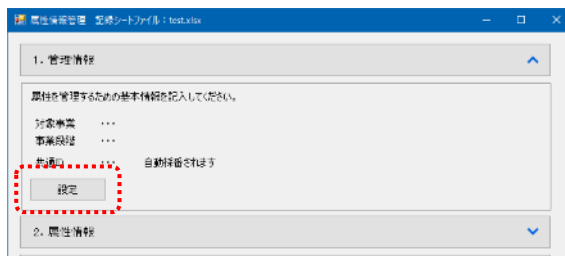 属性情報管理 記録シートファイル：test.xlsx
1. 管理情報
属性を管理するための基本情報を記入してください。
対象事業 ･･･
事業段階 ･･･
共通ID ･･･ 自動採番されます
設定
2. 属性情報